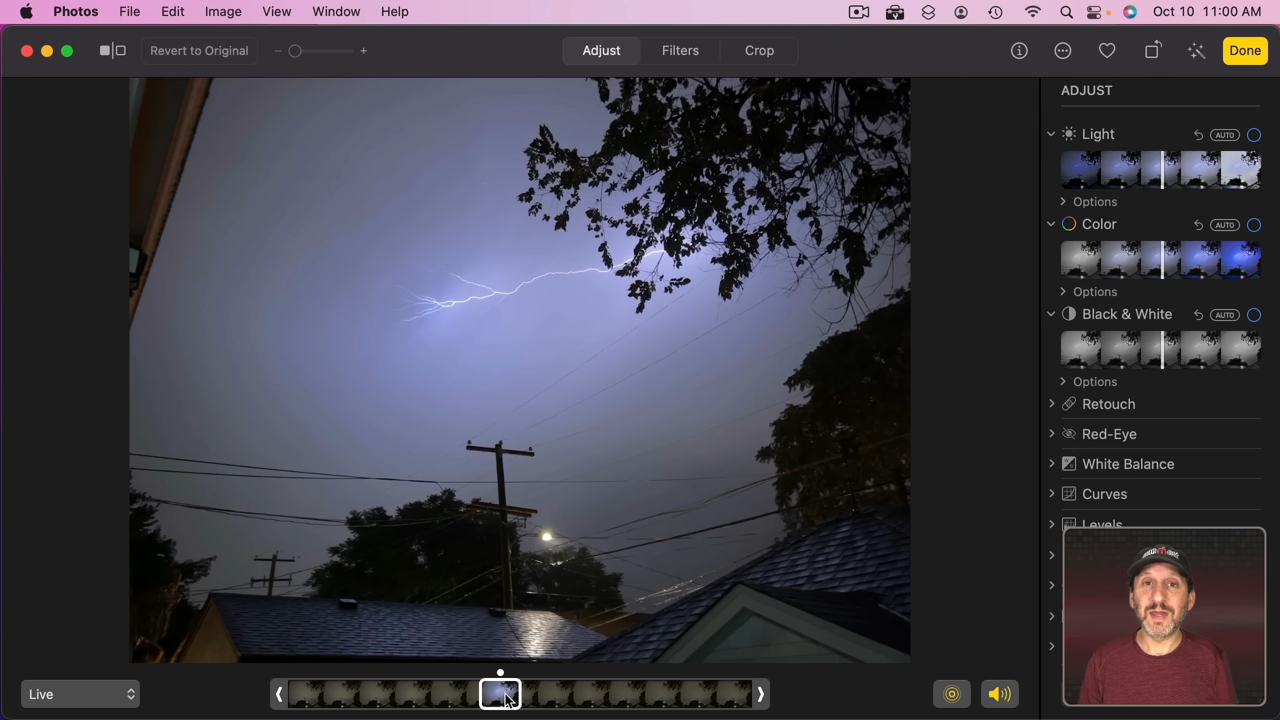 Photos File Edit Image View Window Help Oct 10 11:00 AM
Revert to Original − + Adjust Filters Crop Done
ADJUST
Light AUTO
Options
Color AUTO
Options
Black & White AUTO
Options
Retouch
Red-Eye
White Balance
Curves
Levels
Live